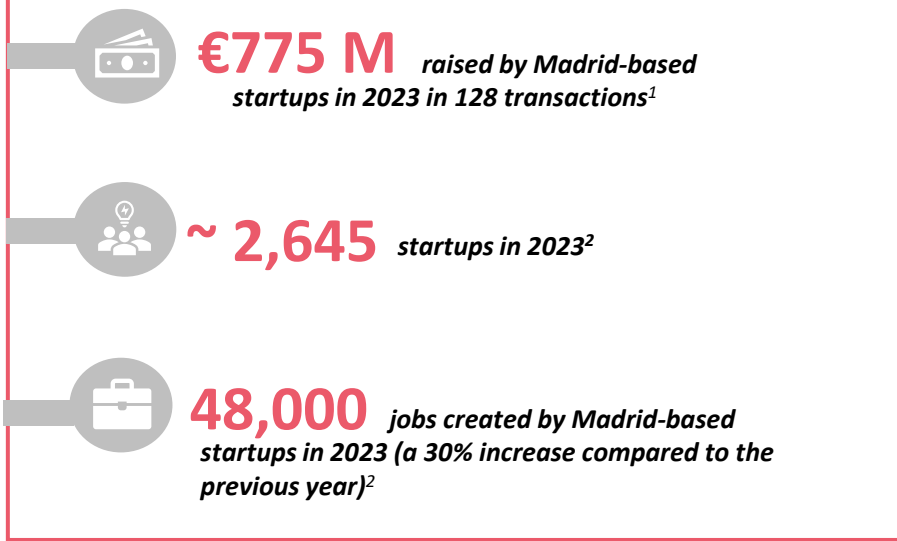 €775 M raised by Madrid-based
startups in 2023 in 128 transactions1
~ 2,645 startups in 20232
48,000 jobs created by Madrid-based
startups in 2023 (a 30% increase compared to the
previous year)2